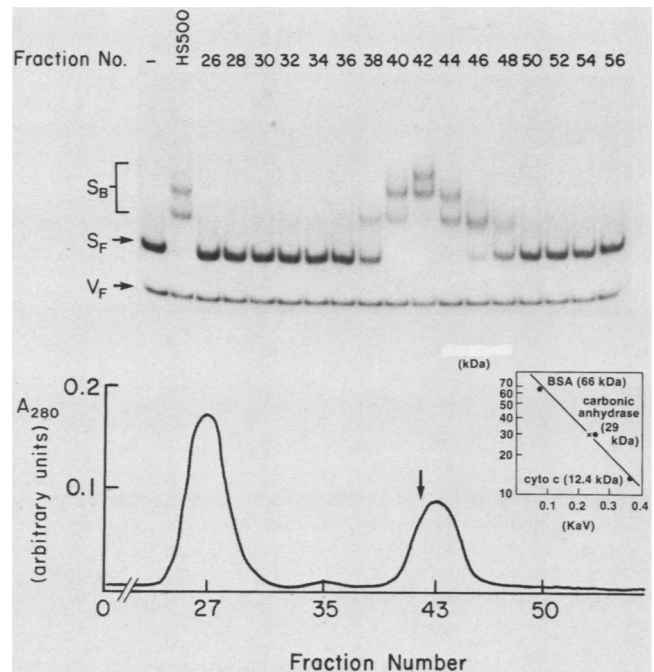 Fraction No. – HS500 26 28 30 32 34 36 38 40 42 44 46 48 50 52 54 56
SB
SF
VF
0.2
A280
(arbitrary units)
0.1
0
27
35
43
50
Fraction Number
(kDa)
70
60
50
40
30
20
10
BSA (66 kDa)
carbonic
anhydrase
(29
kDa)
cyto c (12.4 kDa)
0.1 0.2 0.3 0.4
(KaV)